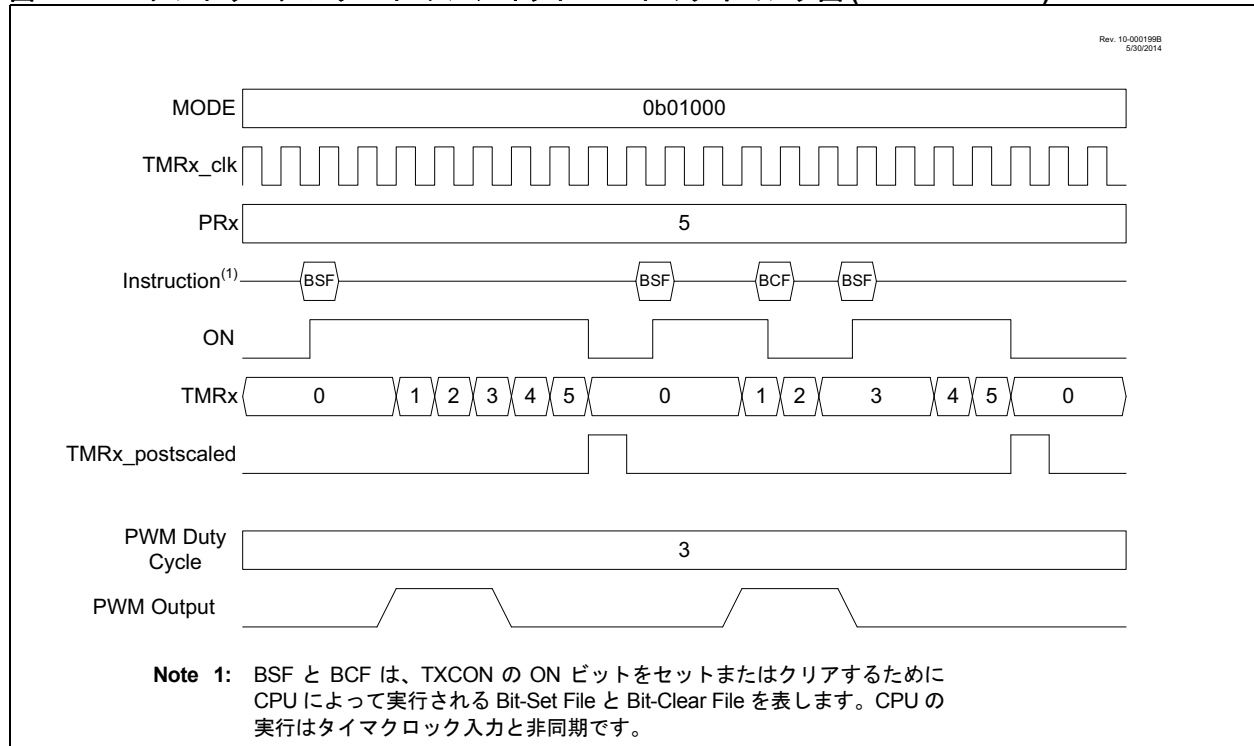 Rev. 10-000199B
5/30/2014
MODE
0b01000
TMRx_clk
PRx
5
Instruction(1)
BSF
BSF
BCF
BSF
ON
TMRx
0
1
2
3
4
5
0
1
2
3
4
5
0
TMRx_postscaled
PWM Duty
Cycle
3
PWM Output
Note 1: BSF と BCF は、TXCON の ON ビットをセットまたはクリアするために
CPU によって実行される Bit-Set File と Bit-Clear File を表します。CPU の
実行はタイマクロック入力と非同期です。